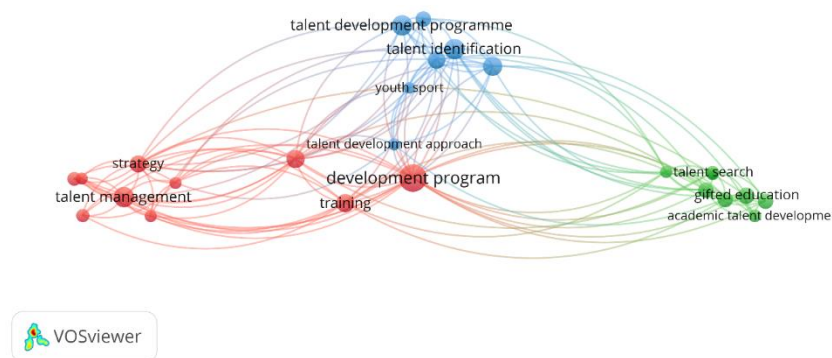 talent development programme
talent identification
youth sport
talent development approach
strategy
talent search
development program
talent management
gifted education
training
academic talent developme
VOSviewer